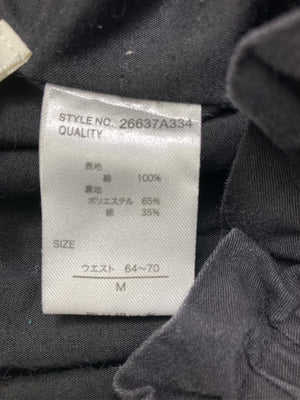 STYLE NO. 26637A334
QUALITY
表地
綿 100%
裏地
ポリエステル 65%
綿 35%
SIZE
ウエスト 64～70
M